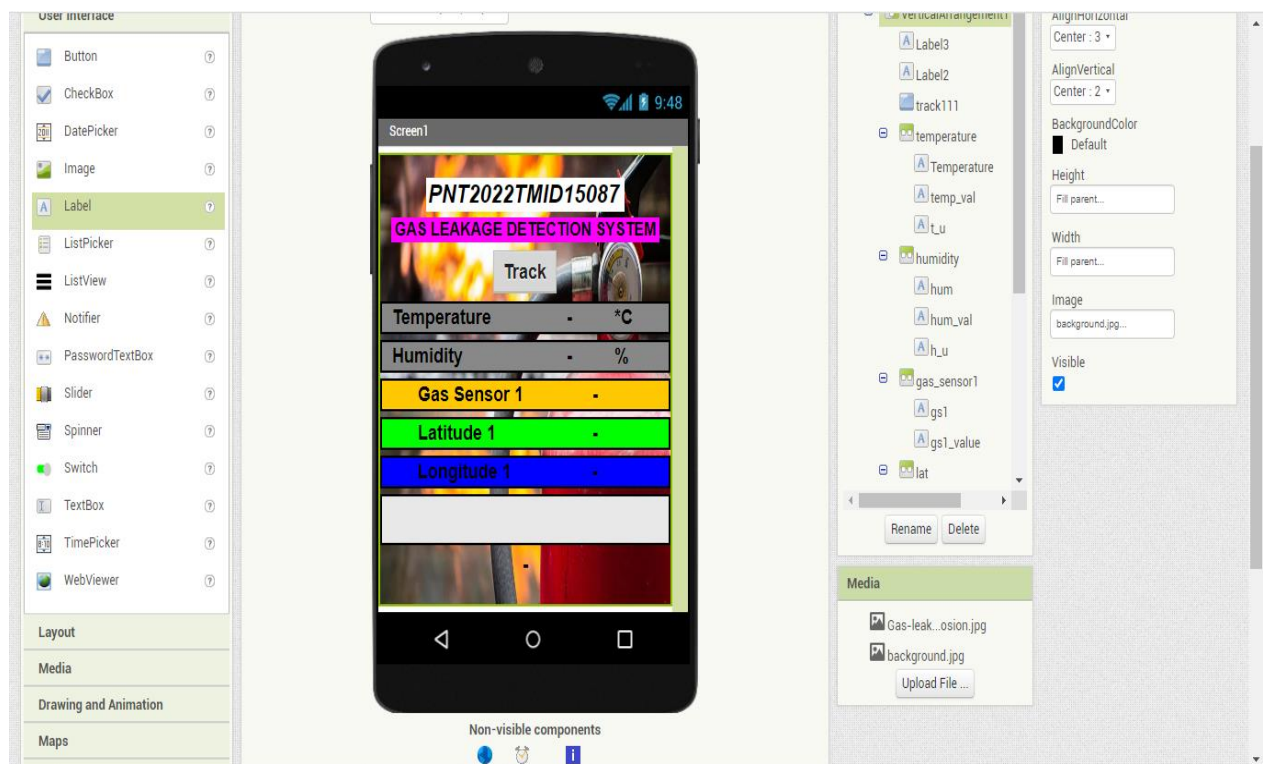 User Interface
Button
CheckBox
DatePicker
Image
Label
ListPicker
ListView
Notifier
PasswordTextBox
Slider
Spinner
Switch
TextBox
TimePicker
WebViewer
Layout
Media
Drawing and Animation
Maps
9:48
Screen1
PNT2022TMID15087
GAS LEAKAGE DETECTION SYSTEM
Track
Temperature - *C
Humidity - %
Gas Sensor 1 -
Latitude 1 -
Longitude 1 -
-
Non-visible components
VerticalArrangement1
Label3
Label2
track111
temperature
Temperature
temp_val
t_u
humidity
hum
hum_val
h_u
gas_sensor1
gs1
gs1_value
lat
Rename Delete
Media
Gas-leak...osion.jpg
background.jpg
Upload File ...
AlignHorizontal
Center : 3
AlignVertical
Center : 2
BackgroundColor
Default
Height
Fill parent...
Width
Fill parent...
Image
background.jpg...
Visible